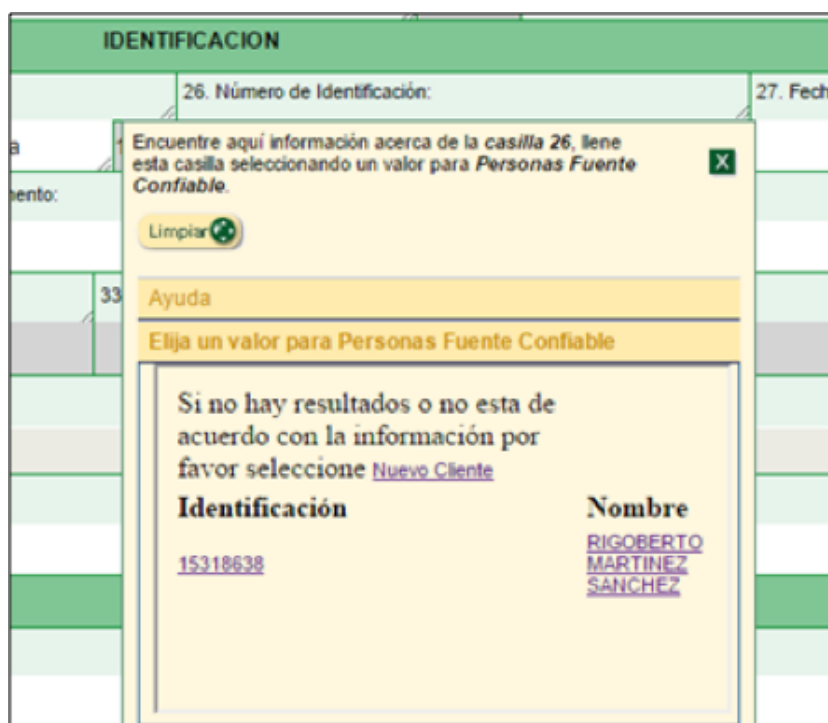 IDENTIFICACION
26. Número de Identificación:
27. Fech
Encuentre aquí información acerca de la casilla 26, llene
esta casilla seleccionando un valor para Personas Fuente
Confiable.
X
ento:
Limpiar
33
Ayuda
Elija un valor para Personas Fuente Confiable
Si no hay resultados o no esta de
acuerdo con la información por
favor seleccione Nuevo Cliente
Identificación Nombre
15318638
RIGOBERTO
MARTINEZ
SANCHEZ